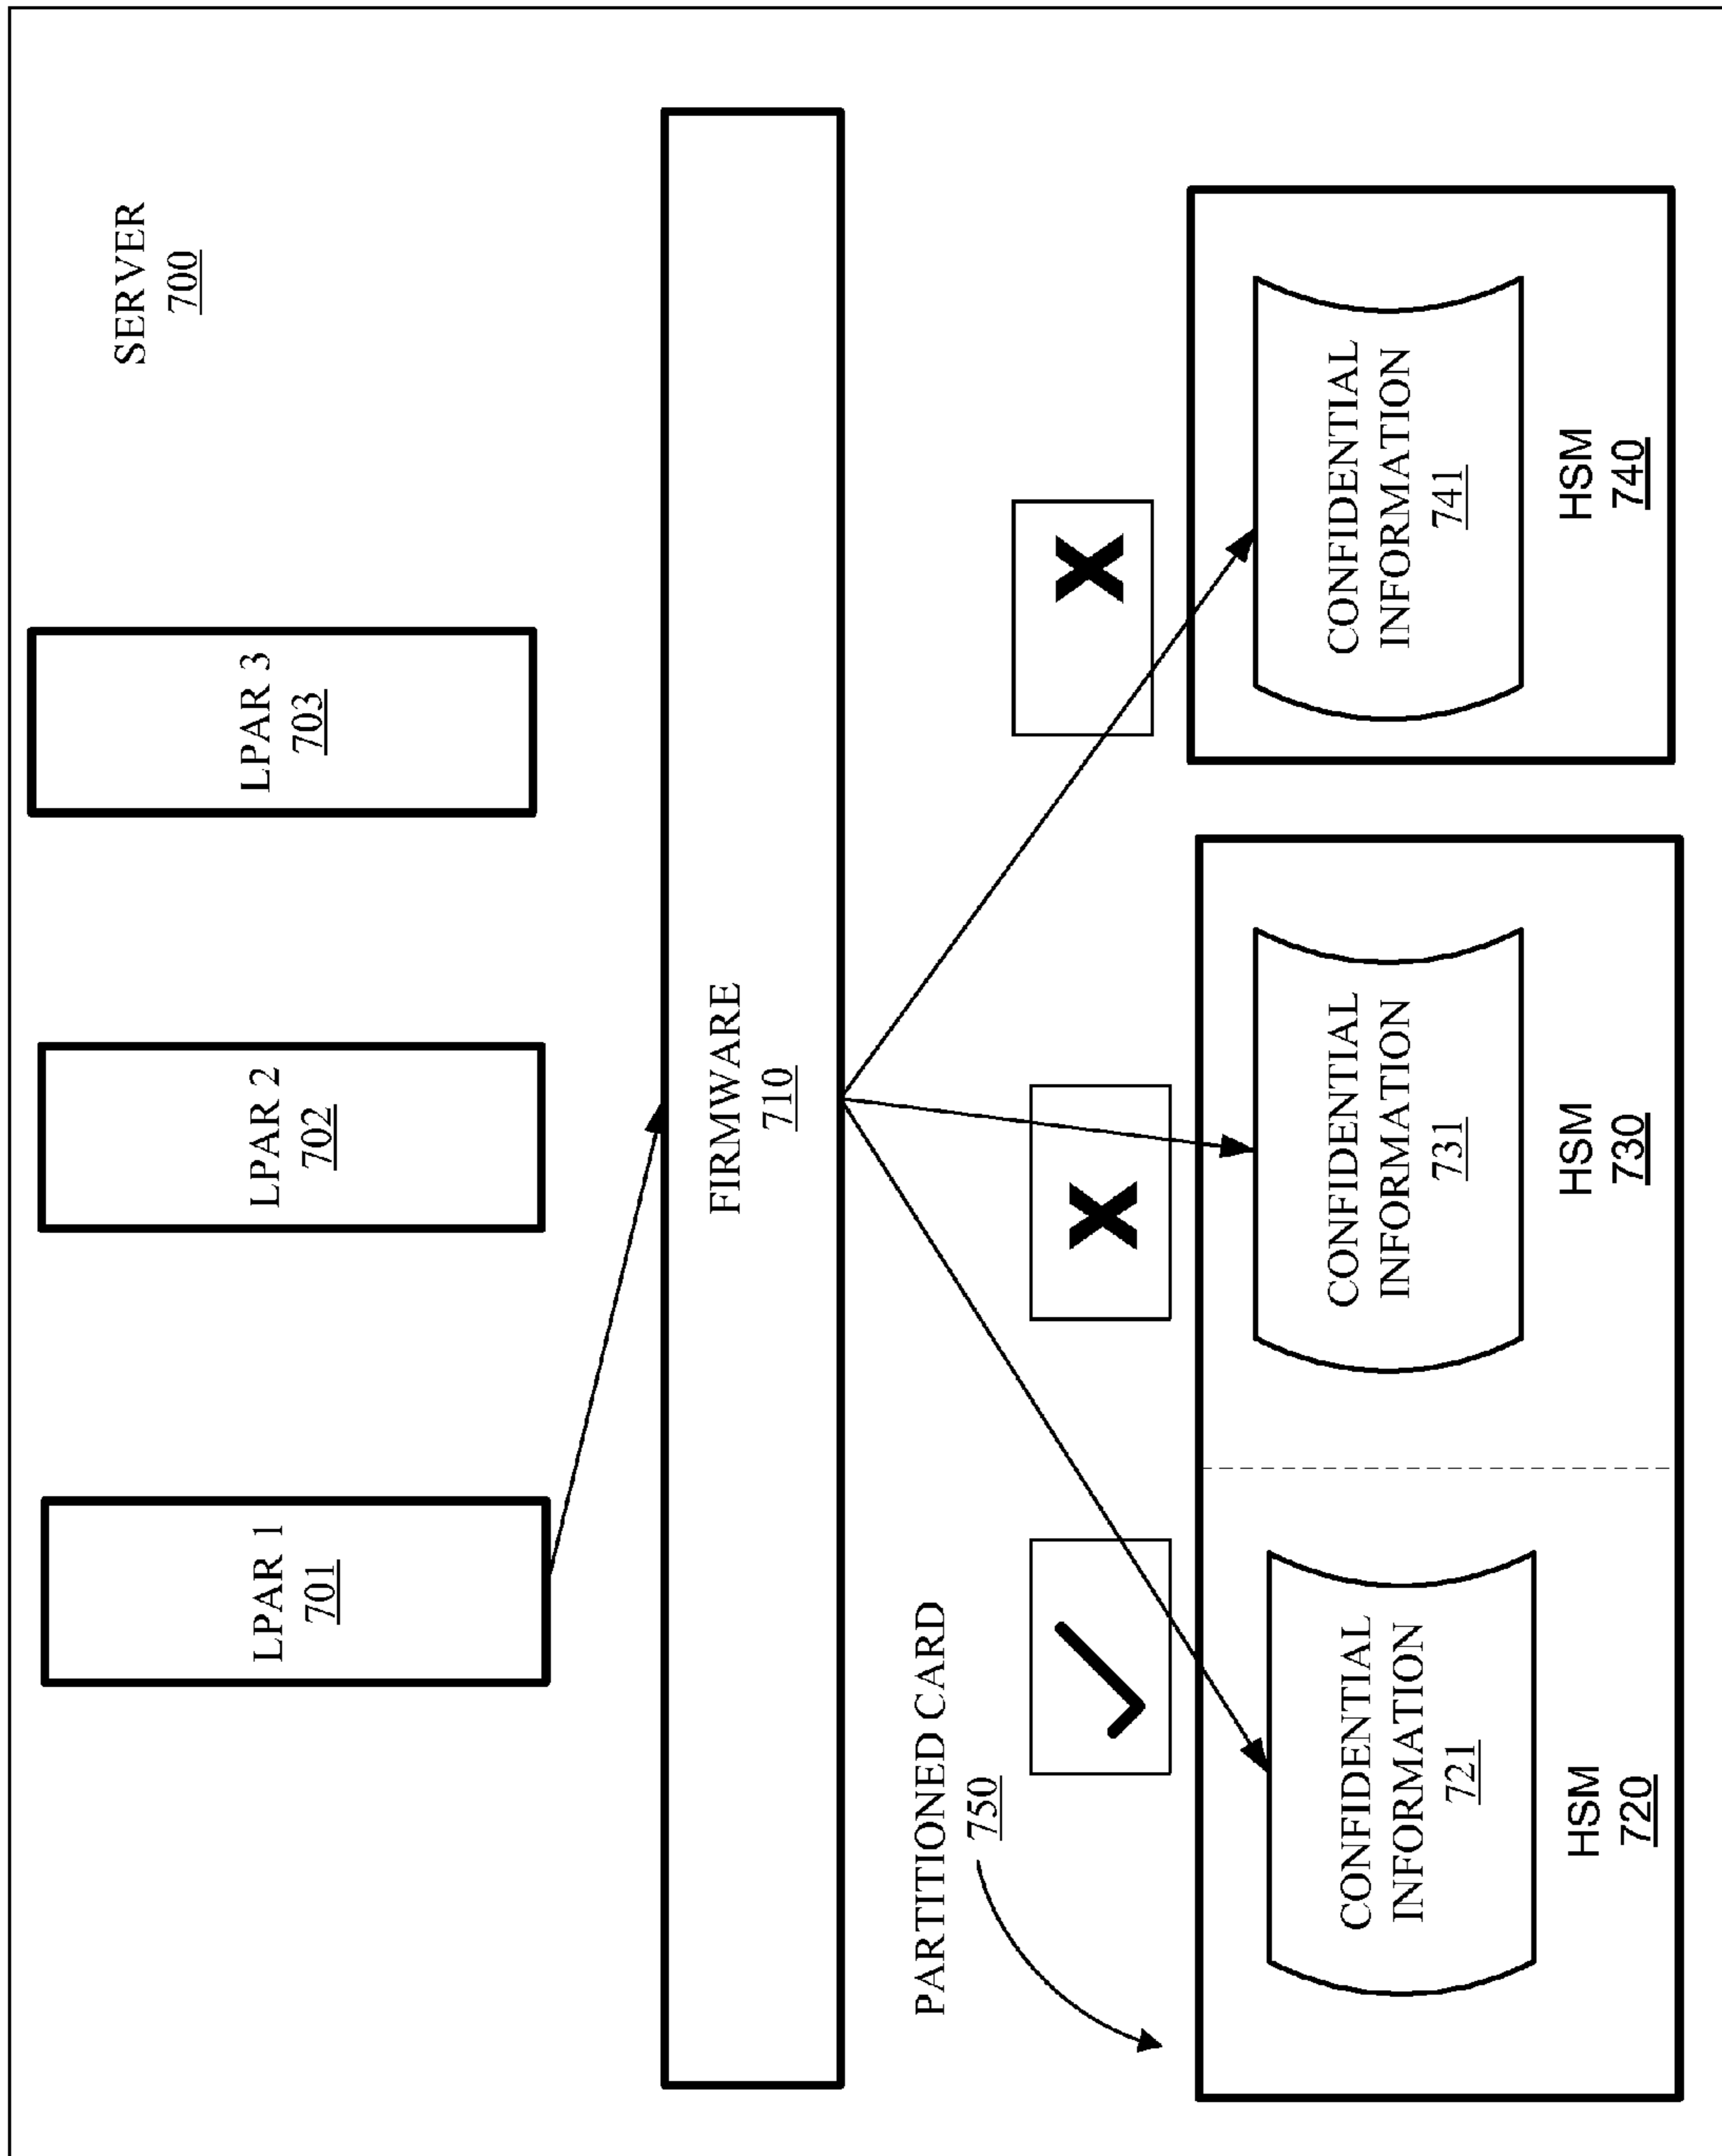 SERVER
700
LPAR 1
701
LPAR 2
702
LPAR 3
703
FIRMWARE
710
PARTITIONED CARD
750
CONFIDENTIAL
INFORMATION
721
HSM
720
CONFIDENTIAL
INFORMATION
731
HSM
730
CONFIDENTIAL
INFORMATION
741
HSM
740